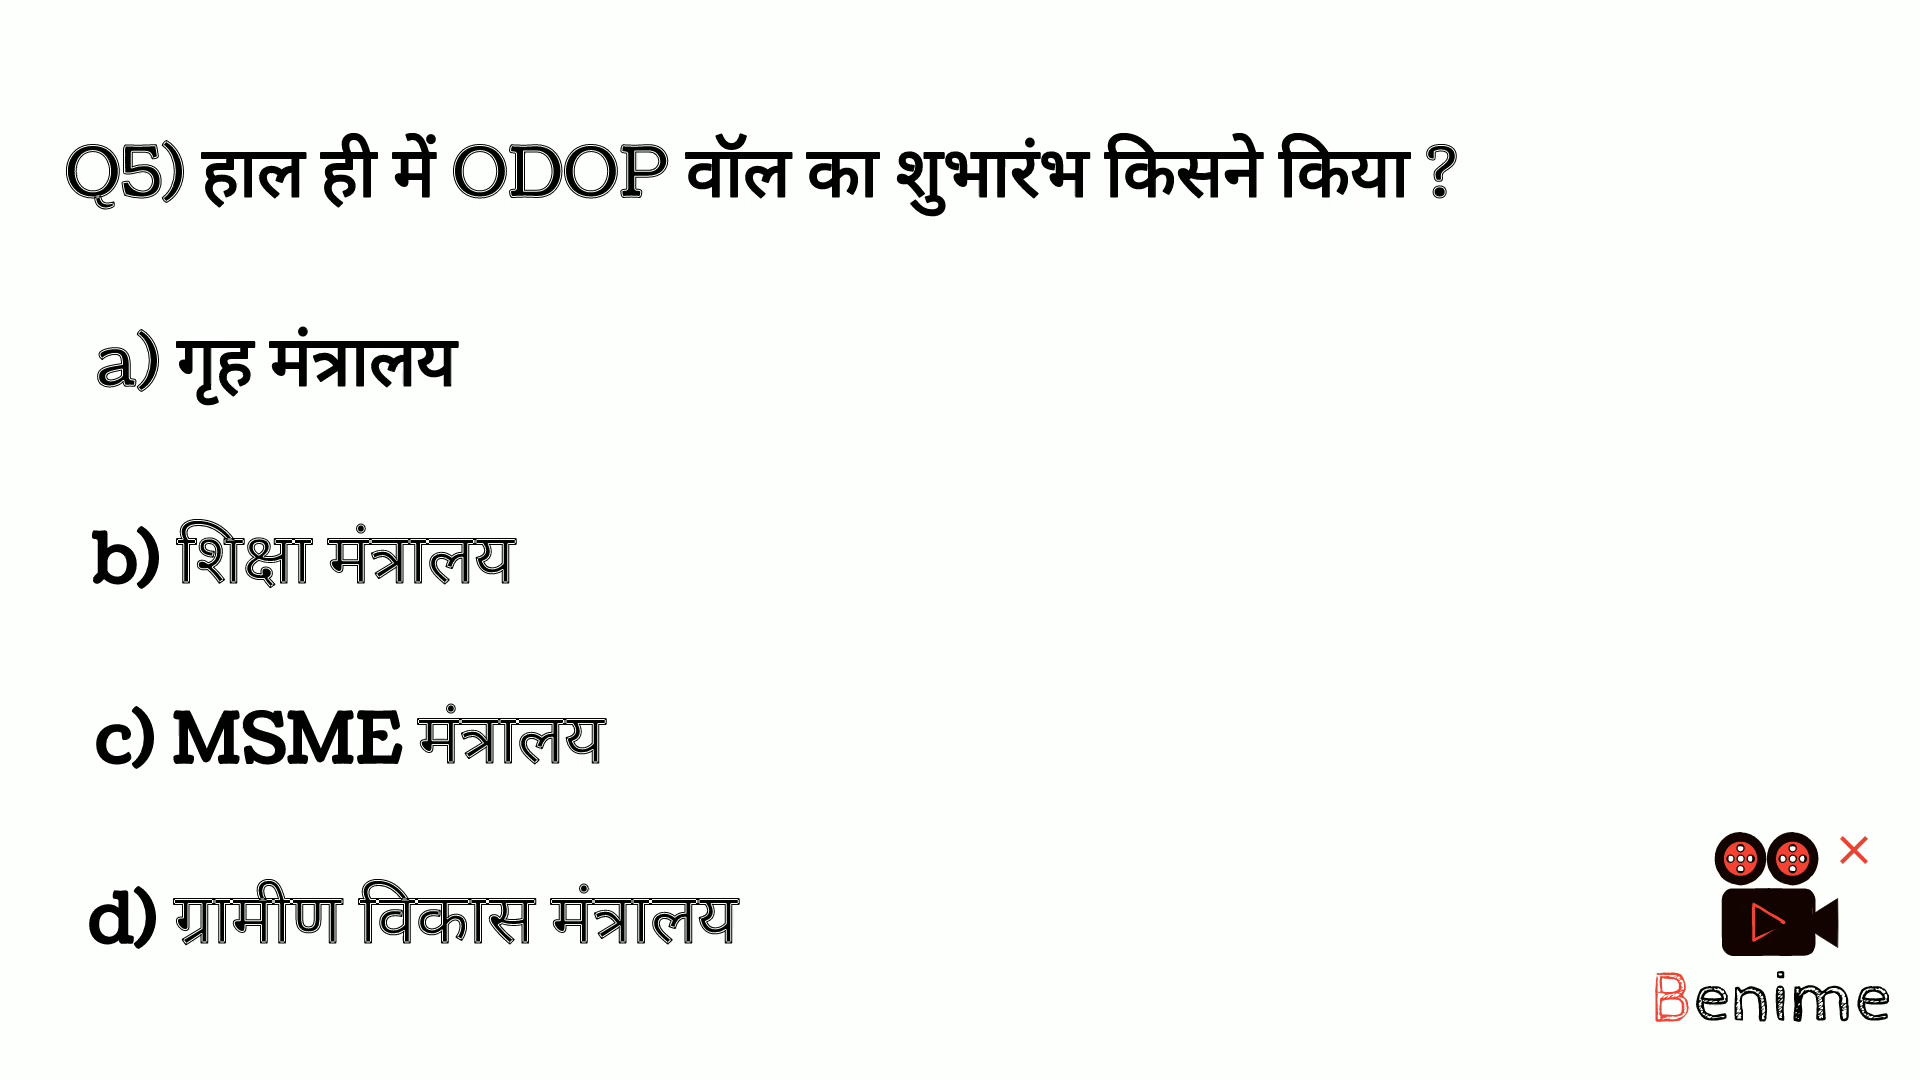 Q5) हाल ही में ODOP वॉल का शुभारंभ किसने किया ?
a) गृह मंत्रालय
b) शिक्षा मंत्रालय
c) MSME मंत्रालय
d) ग्रामीण विकास मंत्रालय
Benime